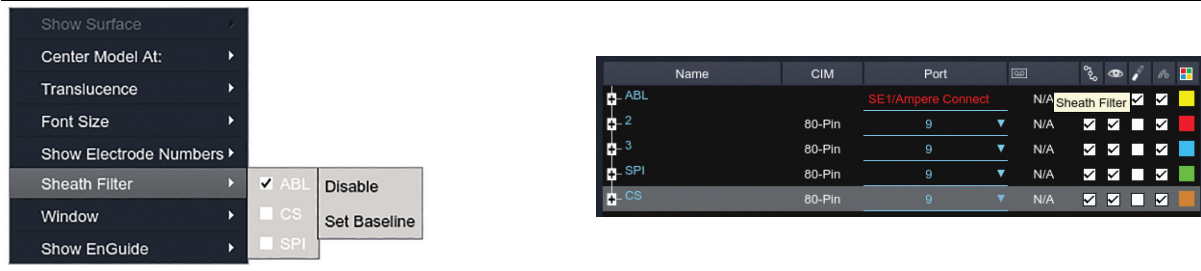 Show Surface
Center Model At:
Translucence
Font Size
Show Electrode Numbers
Sheath Filter
Window
Show EnGuide
ABL
CS
SPI
Disable
Set Baseline
Name CIM Port
ABL SE1/Ampere Connect N/A
Sheath Filter
2 80-Pin 9 N/A
3 80-Pin 9 N/A
SPI 80-Pin 9 N/A
CS 80-Pin 9 N/A